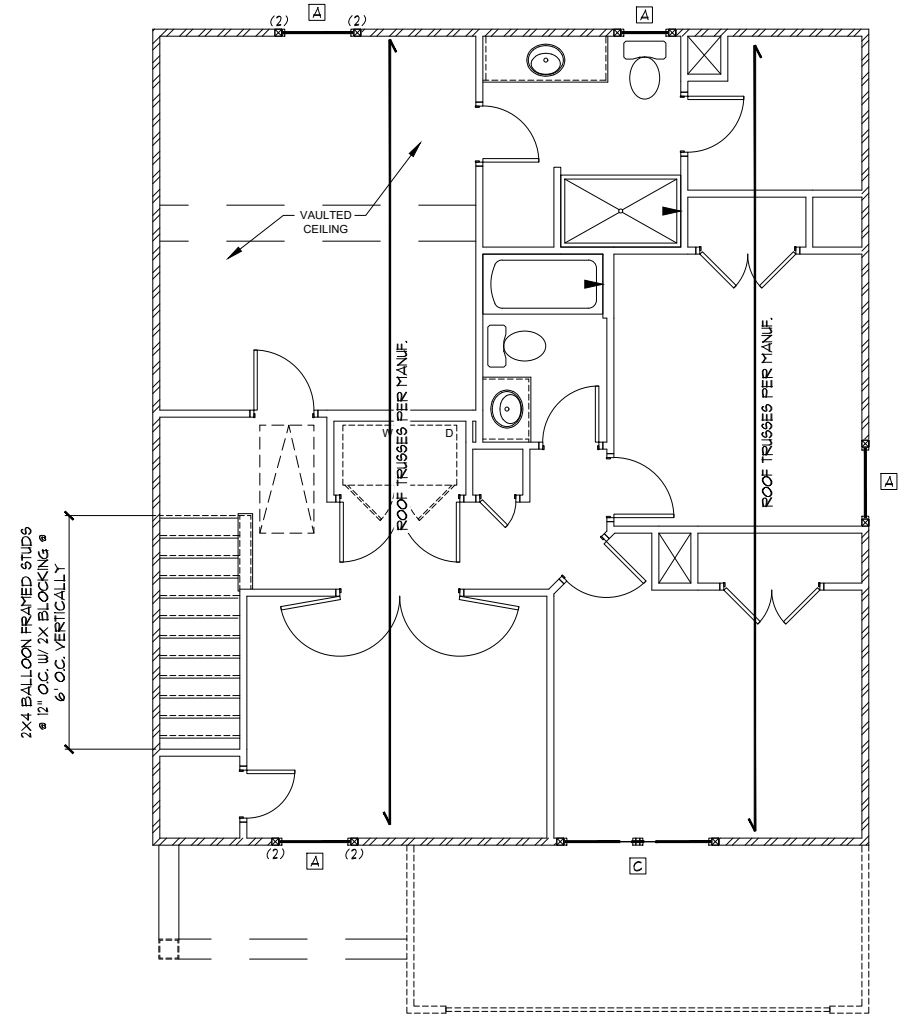 (2) A (2)
A
VAULTED
CEILING
ROOF TRUSSES PER MANUF.
ROOF TRUSSES PER MANUF.
W D
A
2X4 BALLOON FRAMED STUDS
@ 12" O.C. W/ 2X BLOCKING @
6' O.C. VERTICALLY
(2) A (2)
C